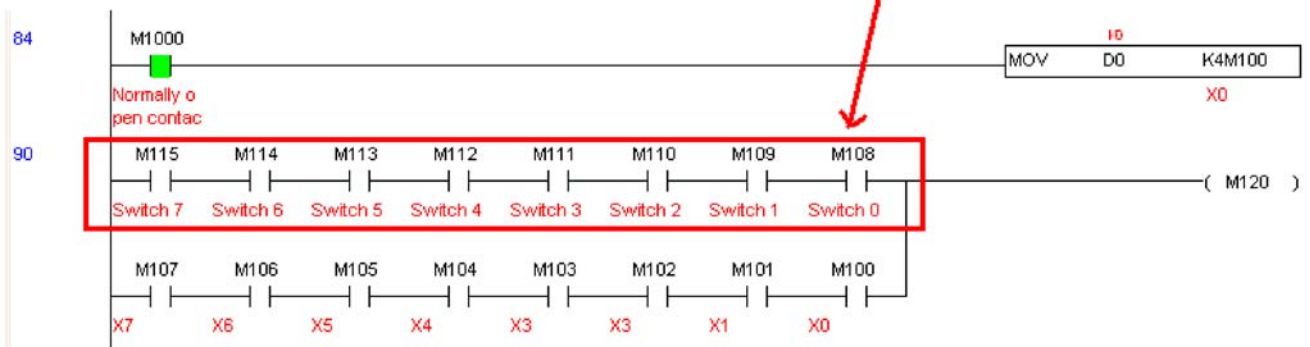 84
M1000
Normally o
pen contac
MOV D0 K4M100
X0
90
M115 M114 M113 M112 M111 M110 M109 M108
( M120 )
Switch 7 Switch 6 Switch 5 Switch 4 Switch 3 Switch 2 Switch 1 Switch 0
M107 M106 M105 M104 M103 M102 M101 M100
X7 X6 X5 X4 X3 X3 X1 X0